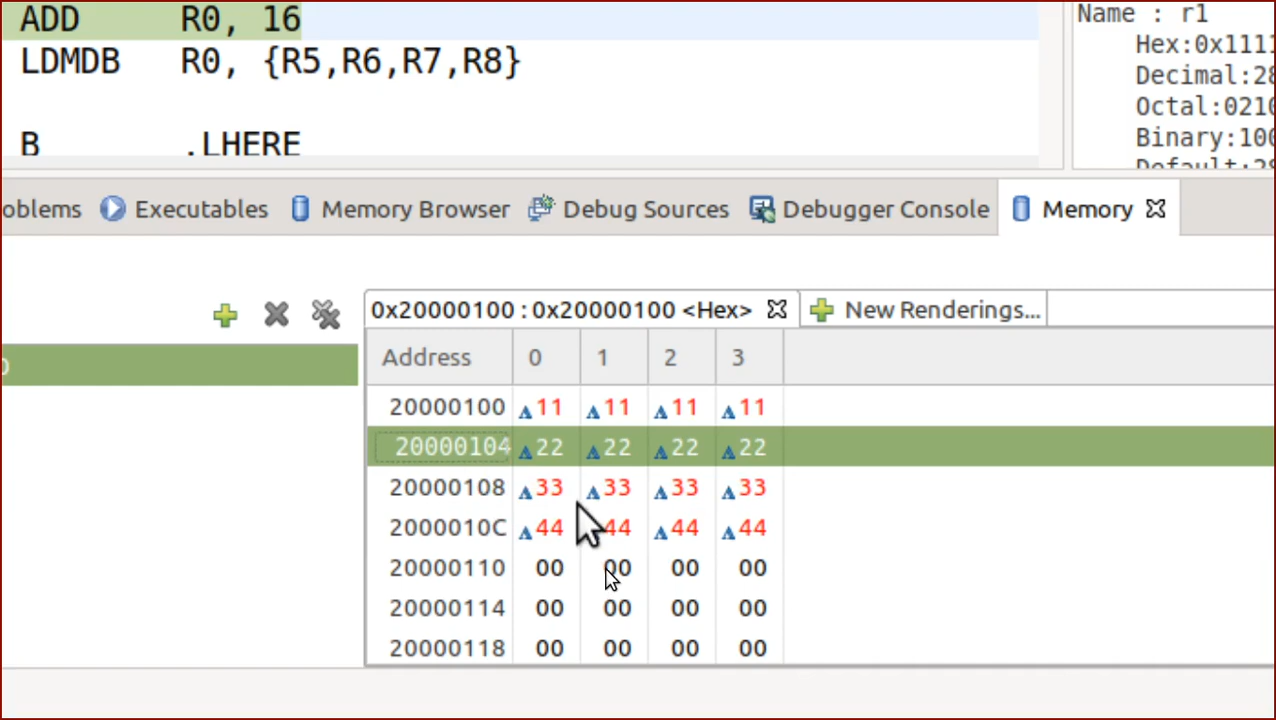 ADD R0, 16
LDMDB R0, {R5,R6,R7,R8}
B .LHERE
Name : r1
Hex:0x1111
Decimal:28
Octal:0210
Binary:100
Default:28
oblems Executables Memory Browser Debug Sources Debugger Console Memory
0x20000100 : 0x20000100 <Hex> New Renderings...
Address 0 1 2 3
20000100 11 11 11 11
20000104 22 22 22 22
20000108 33 33 33 33
2000010C 44 44 44 44
20000110 00 00 00 00
20000114 00 00 00 00
20000118 00 00 00 00